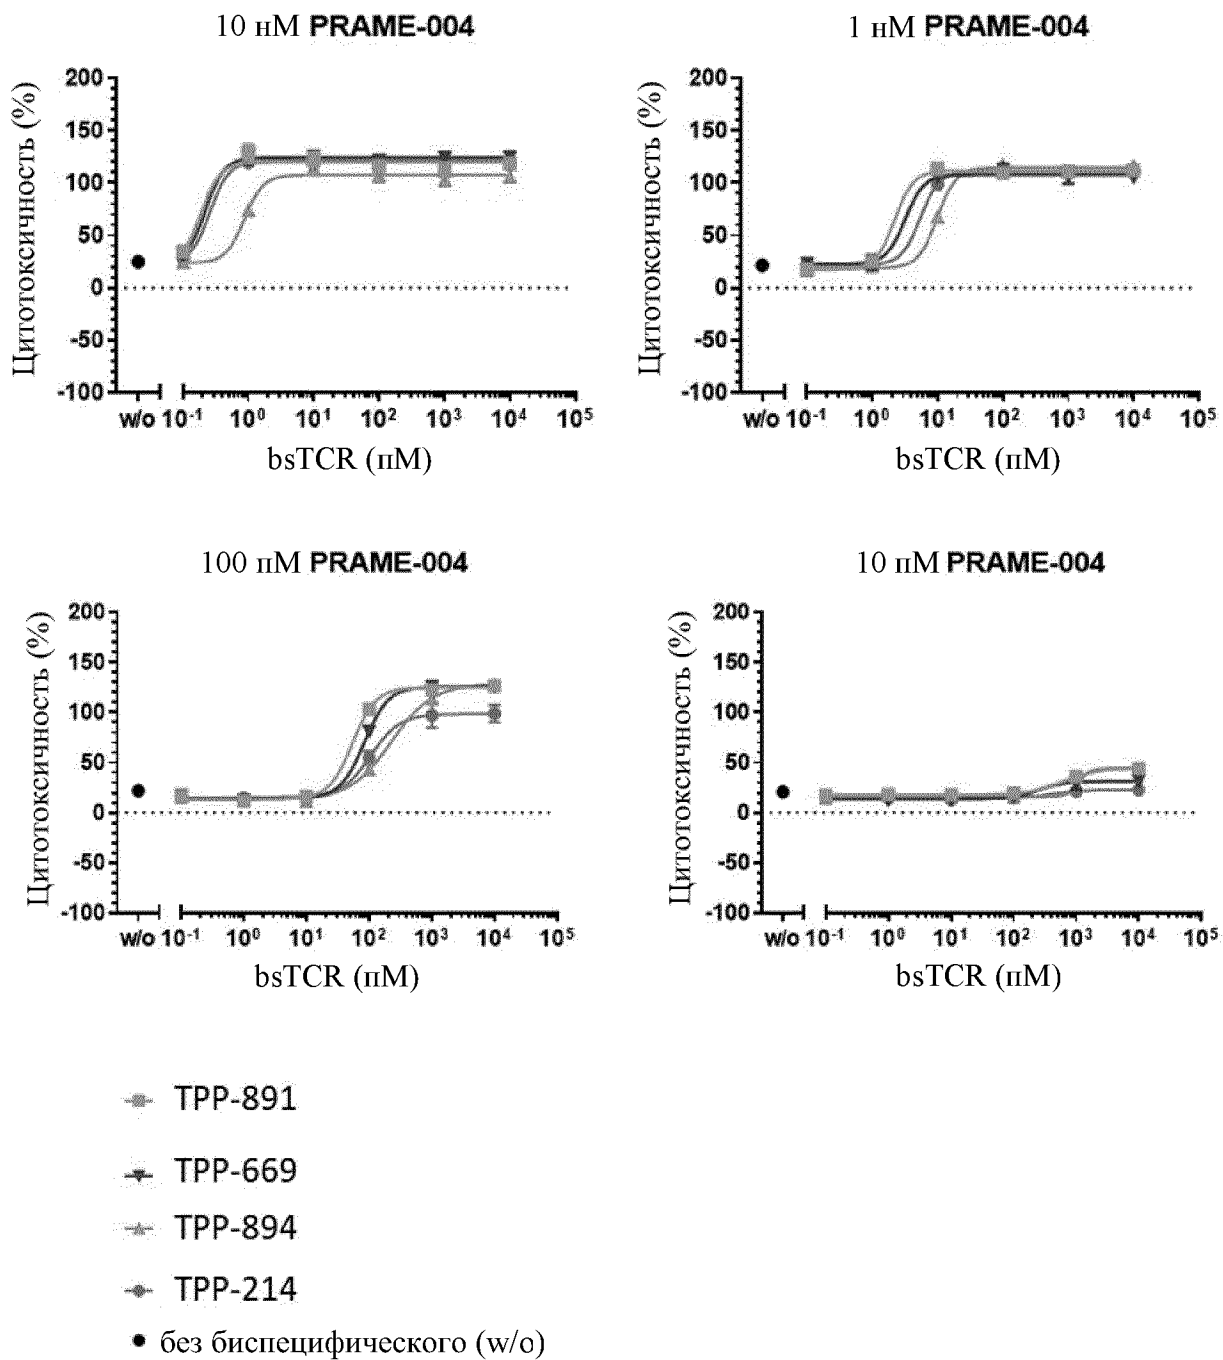 10 нМ PRAME-004
Цитотоксичность (%)
200
150
100
50
0
-50
-100
w/o 10⁻¹ 10⁰ 10¹ 10² 10³ 10⁴ 10⁵
bsTCR (пМ)
1 нМ PRAME-004
Цитотоксичность (%)
200
150
100
50
0
-50
-100
w/o 10⁻¹ 10⁰ 10¹ 10² 10³ 10⁴ 10⁵
bsTCR (пМ)
100 пМ PRAME-004
Цитотоксичность (%)
200
150
100
50
0
-50
-100
w/o 10⁻¹ 10⁰ 10¹ 10² 10³ 10⁴ 10⁵
bsTCR (пМ)
10 пМ PRAME-004
Цитотоксичность (%)
200
150
100
50
0
-50
-100
w/o 10⁻¹ 10⁰ 10¹ 10² 10³ 10⁴ 10⁵
bsTCR (пМ)
TPP-891
TPP-669
TPP-894
TPP-214
без биспецифического (w/o)